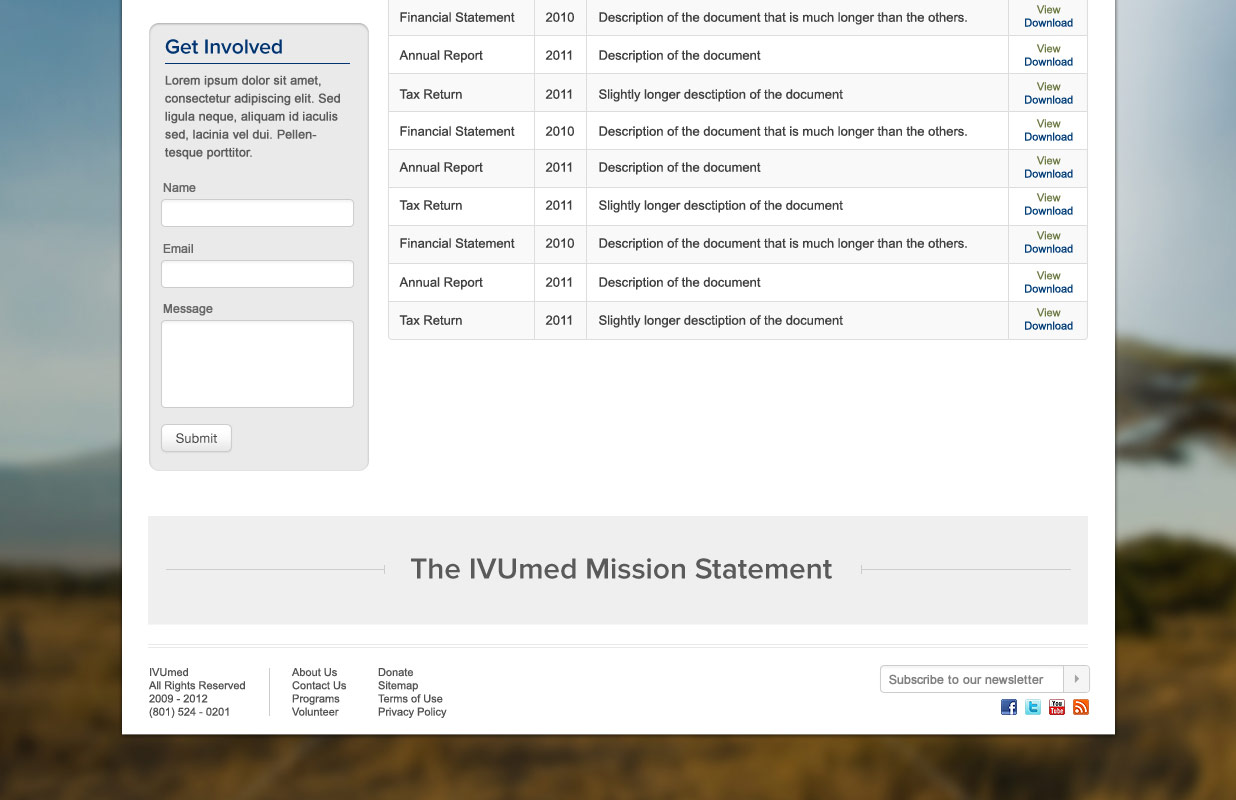 Get Involved
Lorem ipsum dolor sit amet,
consectetur adipiscing elit. Sed
ligula neque, aliquam id iaculis
sed, lacinia vel dui. Pellen-
tesque porttitor.
Name
Email
Message
Submit
Financial Statement 2010 Description of the document that is much longer than the others. View
Download
Annual Report 2011 Description of the document View
Download
Tax Return 2011 Slightly longer desctiption of the document View
Download
Financial Statement 2010 Description of the document that is much longer than the others. View
Download
Annual Report 2011 Description of the document View
Download
Tax Return 2011 Slightly longer desctiption of the document View
Download
Financial Statement 2010 Description of the document that is much longer than the others. View
Download
Annual Report 2011 Description of the document View
Download
Tax Return 2011 Slightly longer desctiption of the document View
Download
The IVUmed Mission Statement
IVUmed
All Rights Reserved
2009 - 2012
(801) 524 - 0201
About Us
Contact Us
Programs
Volunteer
Donate
Sitemap
Terms of Use
Privacy Policy
Subscribe to our newsletter
f t You
Tube